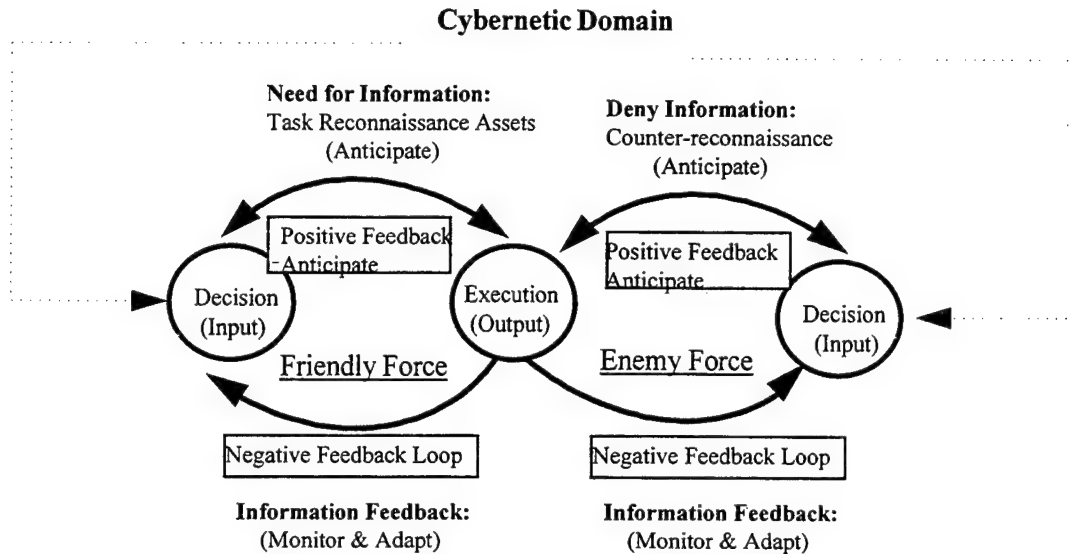 Cybernetic Domain
Need for Information:
Task Reconnaissance Assets
(Anticipate)
Deny Information:
Counter-reconnaissance
(Anticipate)
Positive Feedback
-Anticipate
Positive Feedback
Anticipate
Decision
(Input)
Execution
(Output)
Decision
(Input)
Friendly Force
Enemy Force
Negative Feedback Loop
Negative Feedback Loop
Information Feedback:
(Monitor & Adapt)
Information Feedback:
(Monitor & Adapt)